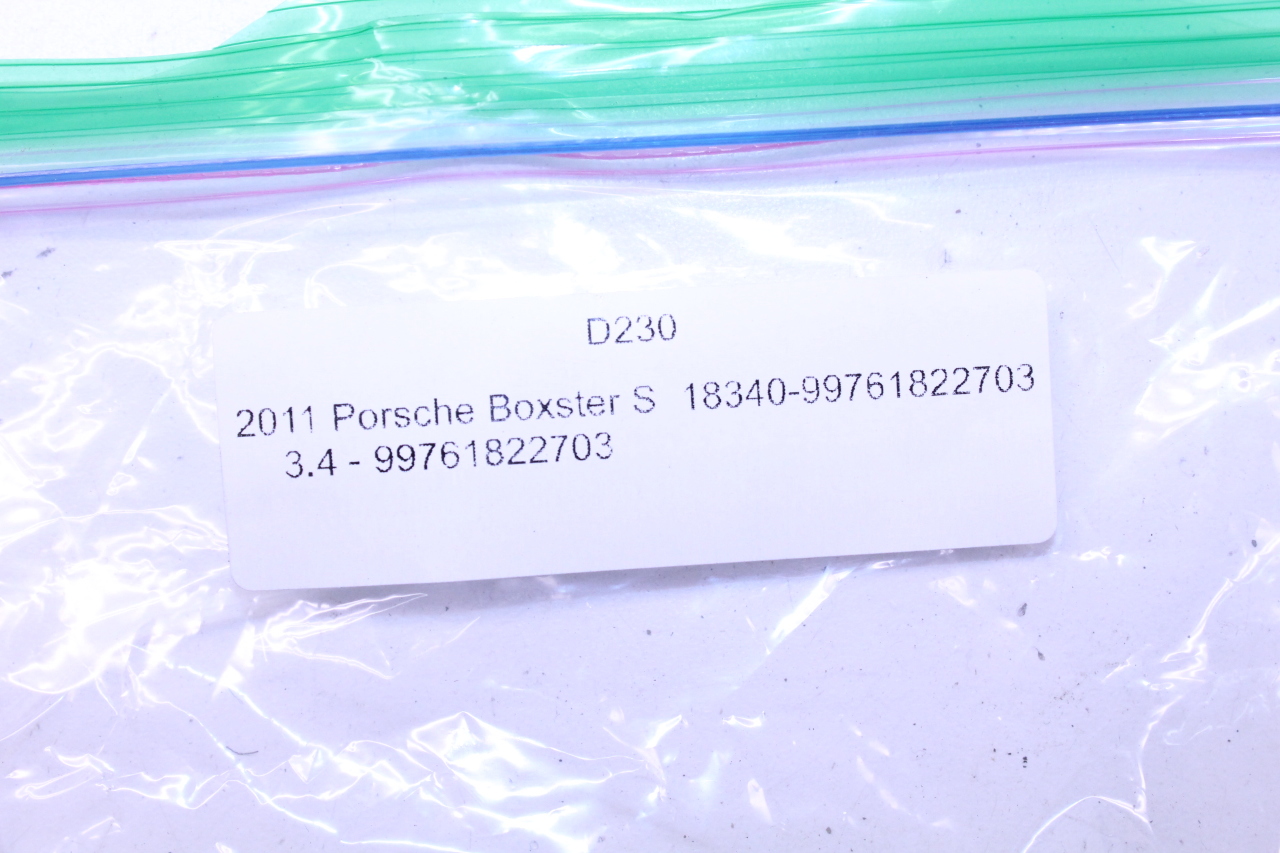 D230
2011 Porsche Boxster S 18340-99761822703
3.4 - 99761822703